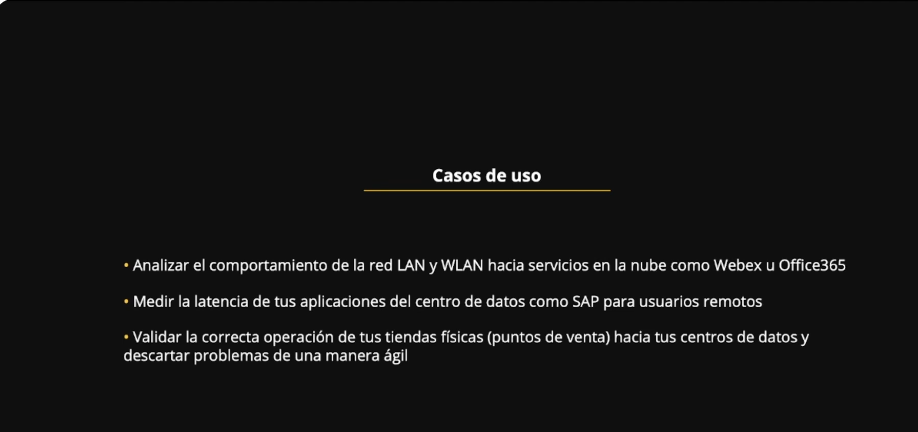 Casos de uso
• Analizar el comportamiento de la red LAN y WLAN hacia servicios en la nube como Webex u Office365
• Medir la latencia de tus aplicaciones del centro de datos como SAP para usuarios remotos
• Validar la correcta operación de tus tiendas físicas (puntos de venta) hacia tus centros de datos y
descartar problemas de una manera ágil